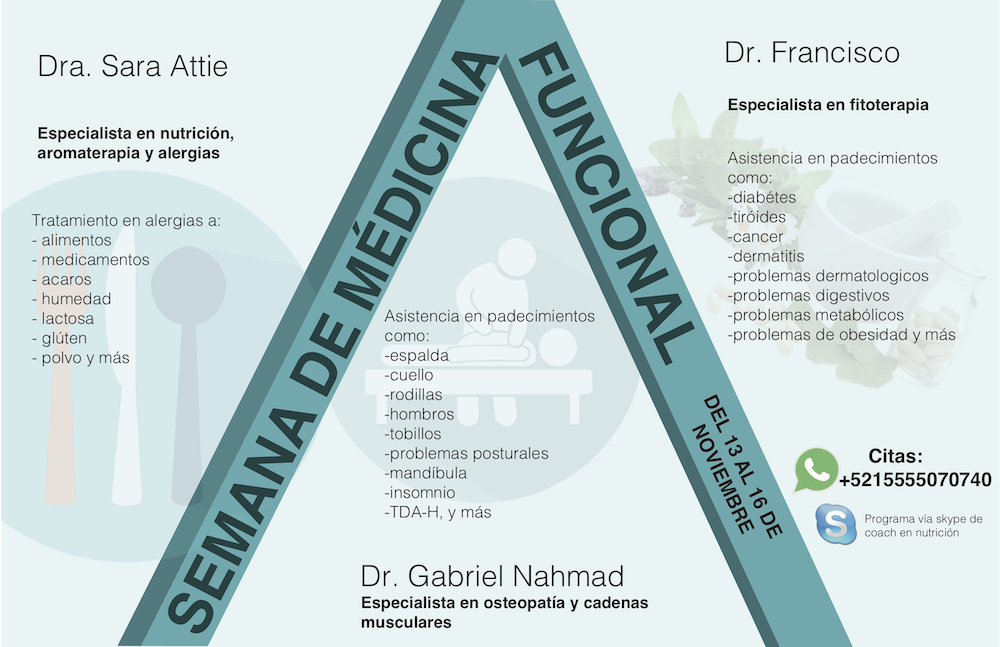 SEMANA DE MÉDICINA
FUNCIONAL
DEL 13 AL 16 DE
NOVIEMBRE
Dra. Sara Attie
Especialista en nutrición,
aromaterapia y alergias
Tratamiento en alergias a:
- alimentos
- medicamentos
- acaros
- humedad
- lactosa
- glúten
- polvo y más
Asistencia en padecimientos
como:
-espalda
-cuello
-rodillas
-hombros
-tobillos
-problemas posturales
-mandíbula
-insomnio
-TDA-H, y más
Dr. Gabriel Nahmad
Especialista en osteopatía y cadenas
musculares
Dr. Francisco
Especialista en fitoterapia
Asistencia en padecimientos
como:
-diabétes
-tiróides
-cancer
-dermatitis
-problemas dermatologicos
-problemas digestivos
-problemas metabólicos
-problemas de obesidad y más
Citas:
+5215555070740
S
Programa vía skype de
coach en nutrición